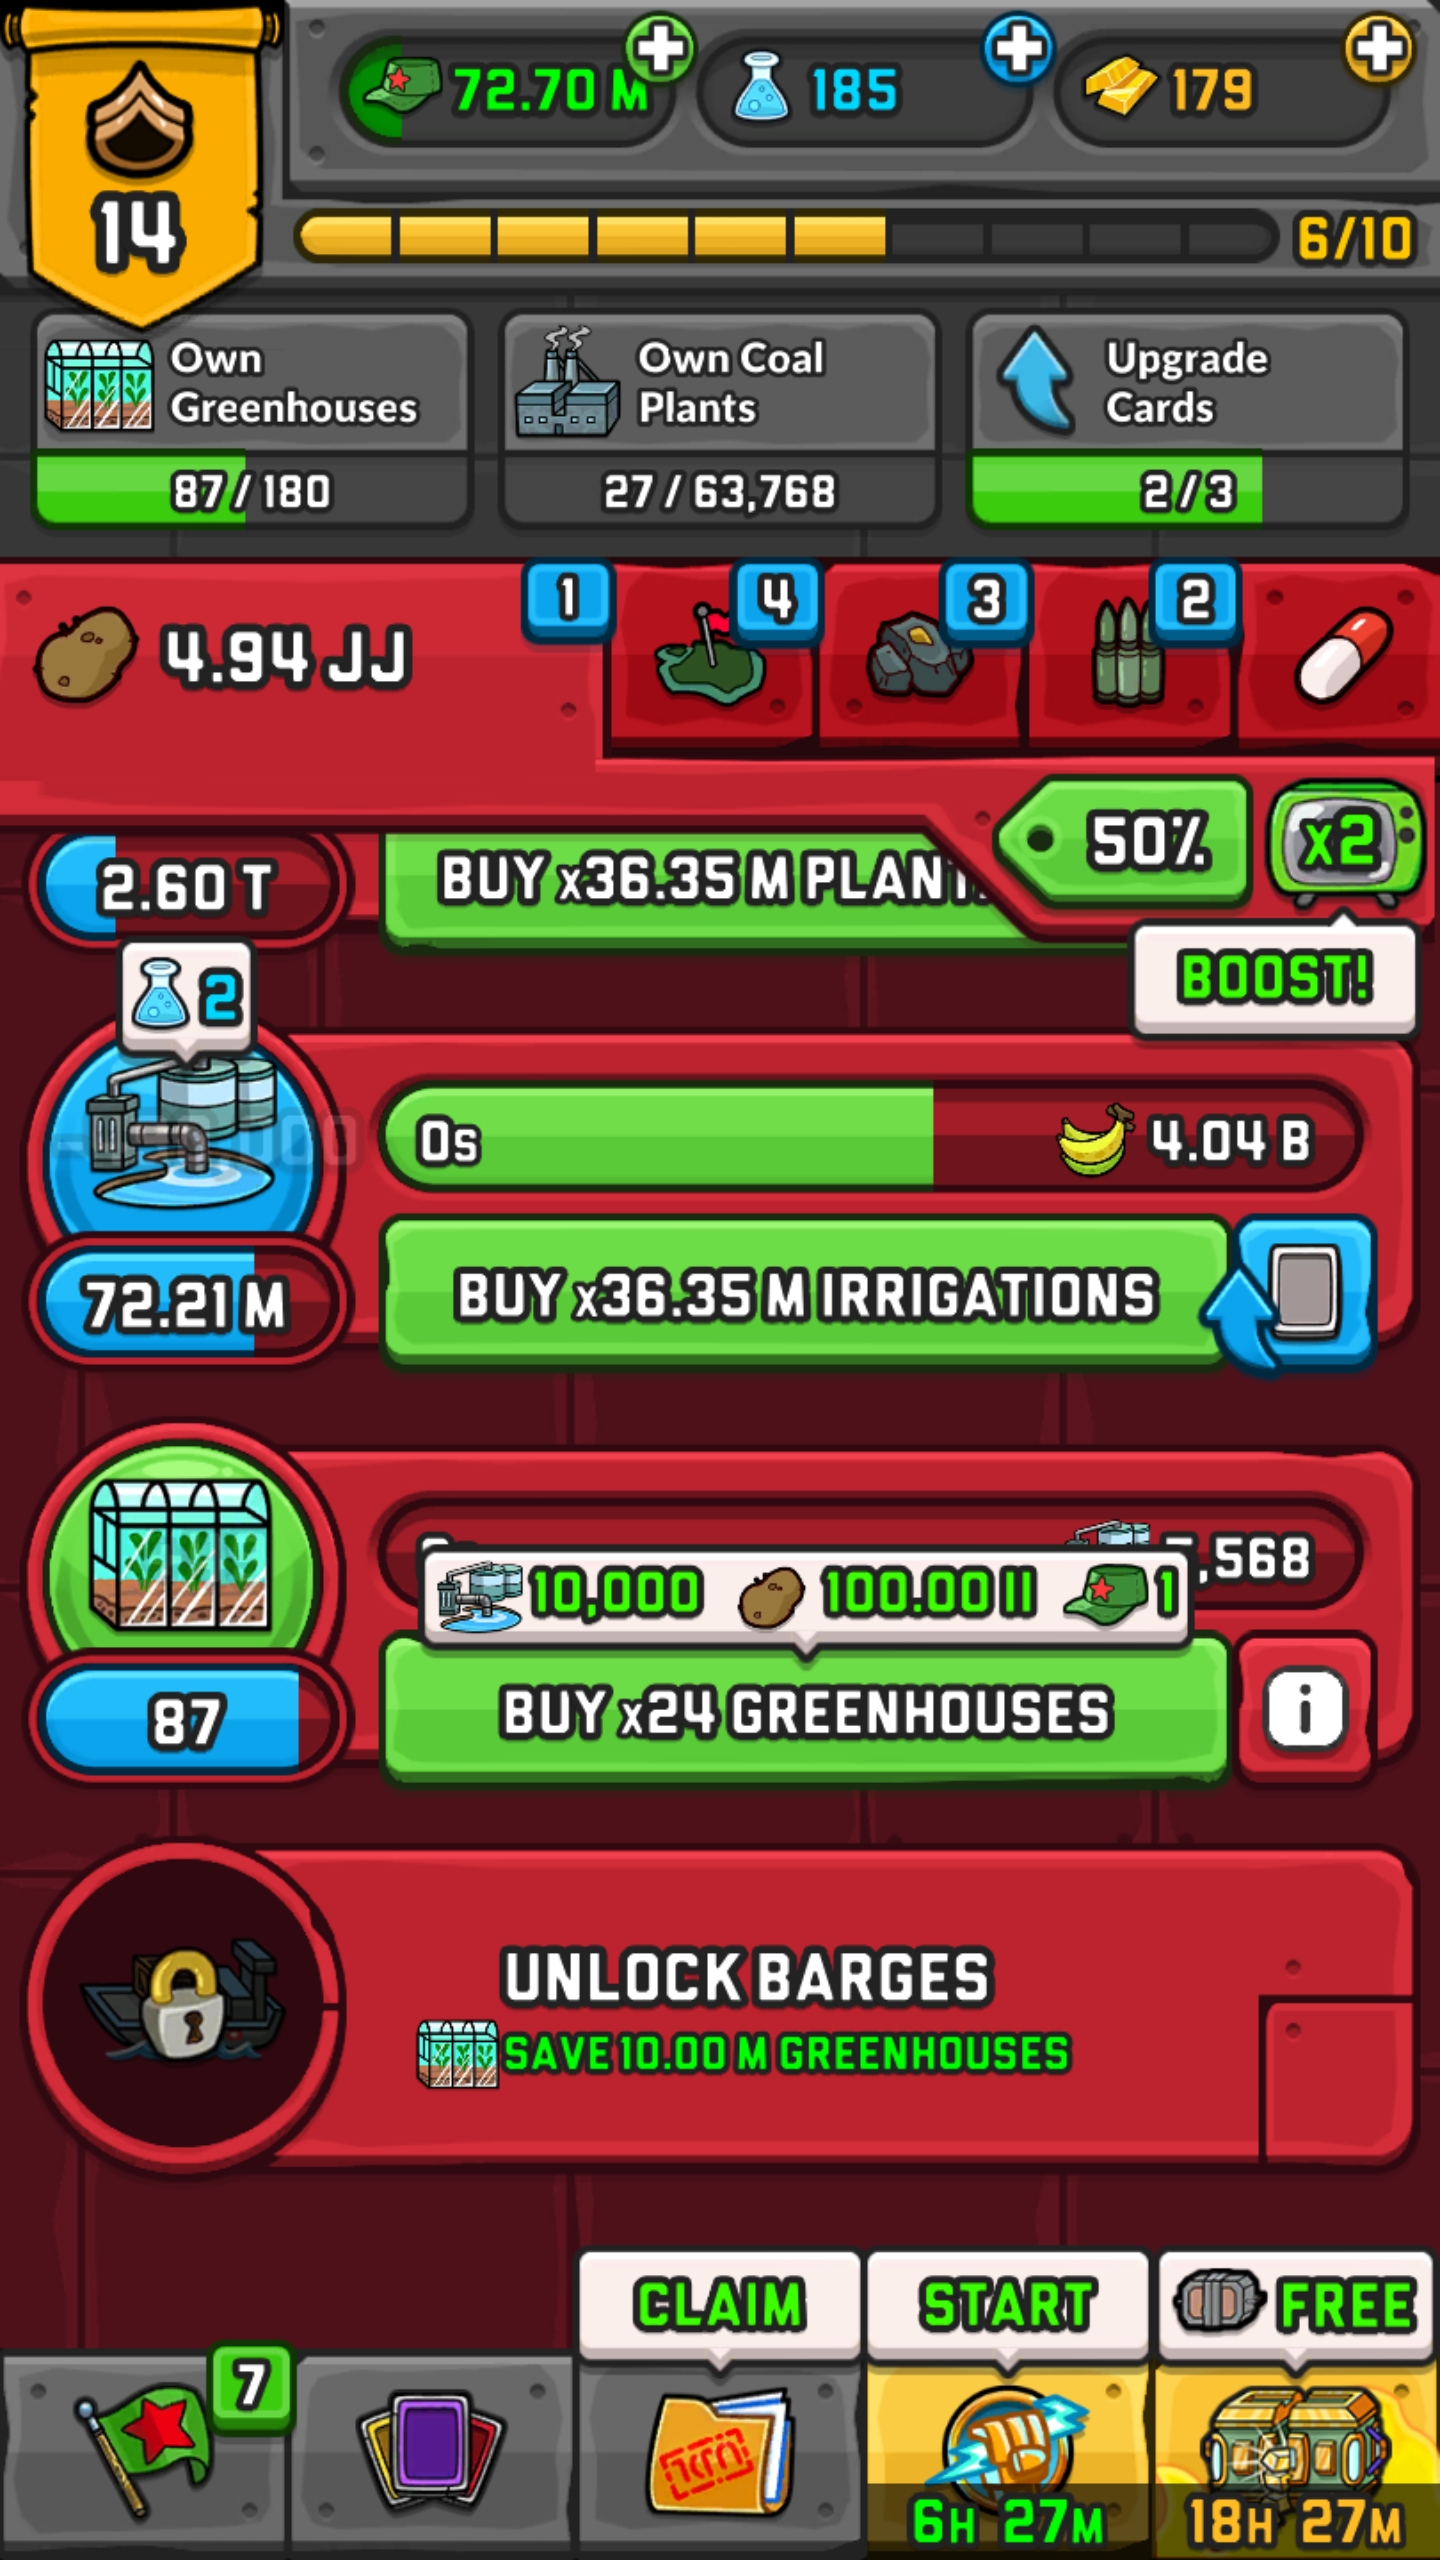 72.70 M
185
179
14
6/10
Own
Greenhouses
87 / 180
Own Coal
Plants
27 / 63,768
Upgrade
Cards
2 / 3
4.94 JJ
1
4
3
2
50%
x2
BOOST!
2.60 T
BUY x36.35 M PLANT
2
0s
4.04 B
72.21 M
BUY x36.35 M IRRIGATIONS
,568
10,000
100.00 II
1
87
BUY x24 GREENHOUSES
i
UNLOCK BARGES
SAVE 10.00 M GREENHOUSES
CLAIM
START
FREE
7
6H 27M
18H 27M